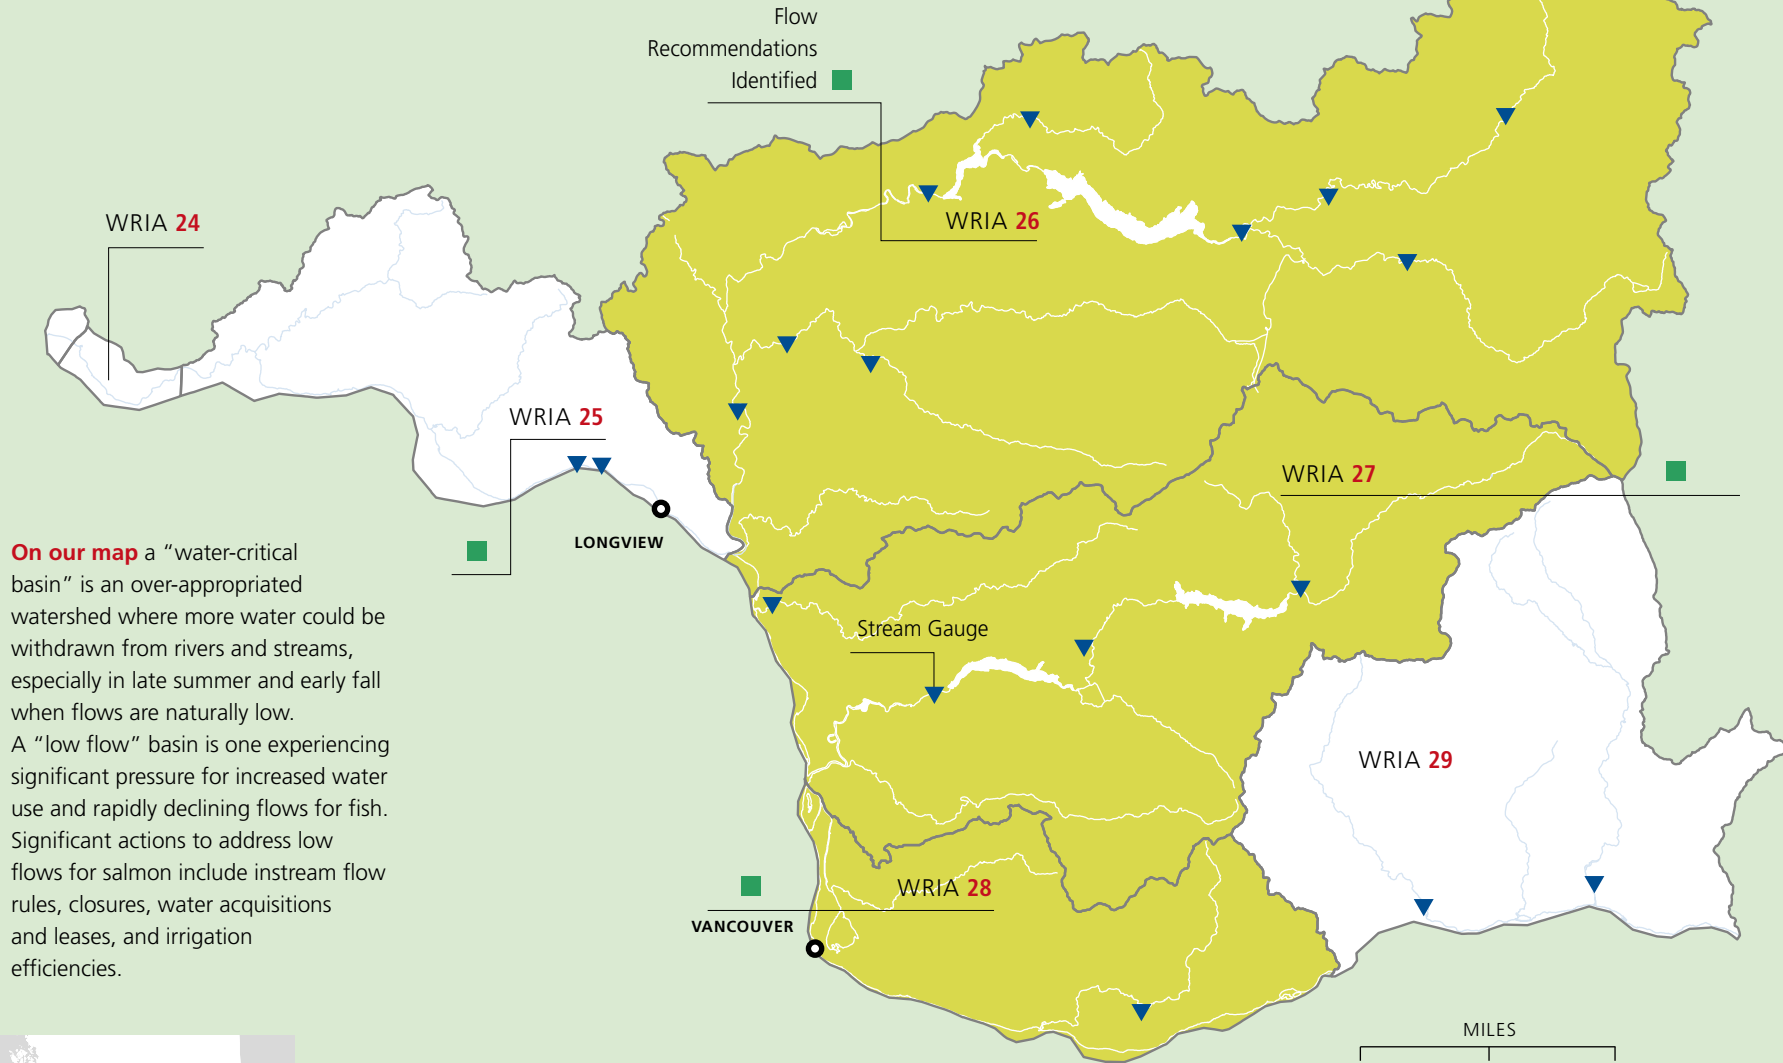 Flow
Recommendations
Identified
WRIA 24
WRIA 26
WRIA 25
WRIA 27
LONGVIEW
On our map a “water-critical
basin” is an over-appropriated
watershed where more water could be
withdrawn from rivers and streams,
especially in late summer and early fall
when flows are naturally low.
A “low flow” basin is one experiencing
significant pressure for increased water
use and rapidly declining flows for fish.
Significant actions to address low
flows for salmon include instream flow
rules, closures, water acquisitions
and leases, and irrigation
efficiencies.
Stream Gauge
WRIA 29
WRIA 28
VANCOUVER
MILES